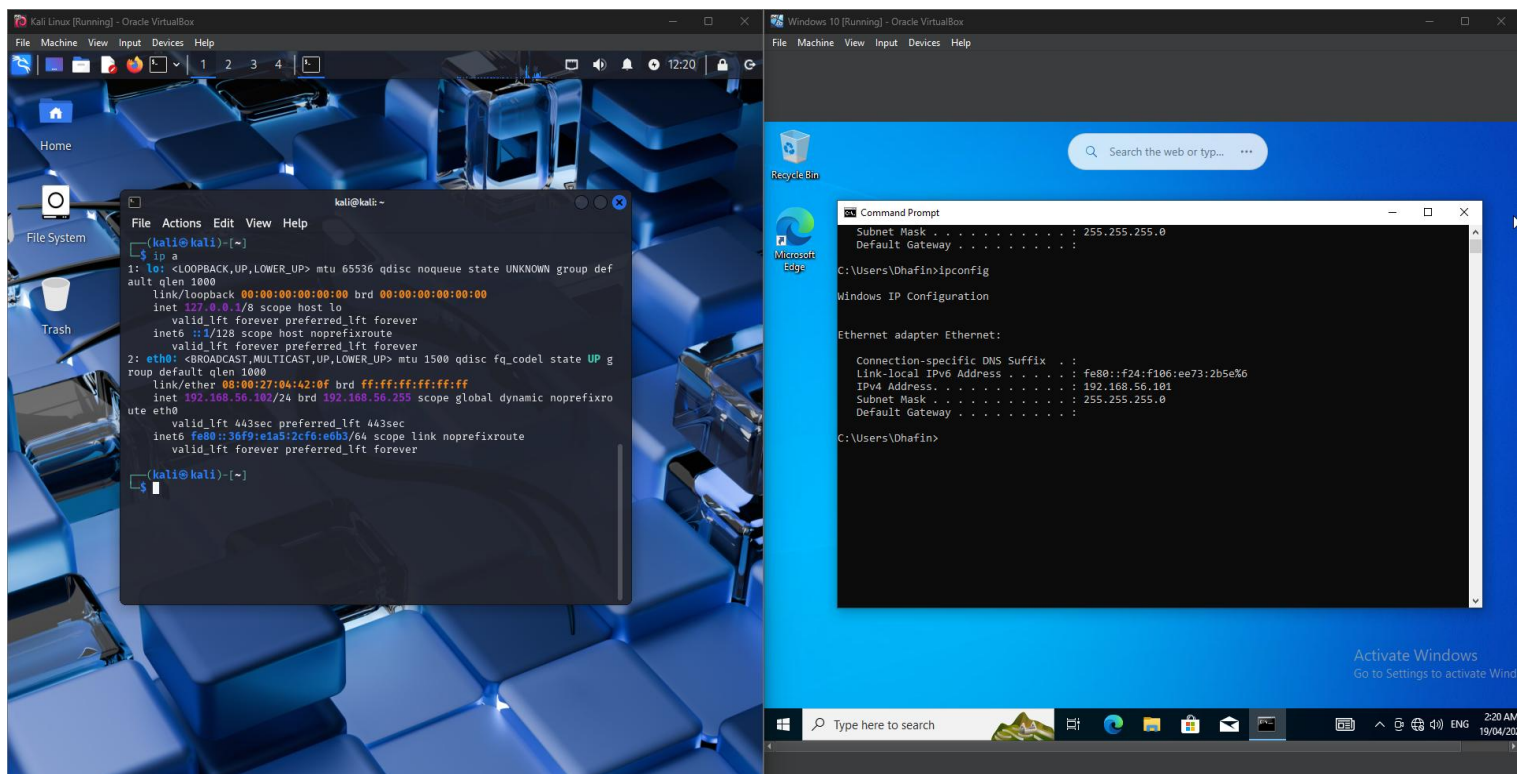 Kali Linux [Running] - Oracle VirtualBox
File Machine View Input Devices Help
1 2 3 4 12:20
Home
File System
Trash
kali@kali: ~
File Actions Edit View Help
┌──(kali㉿kali)-[~]
└─$ ip a
1: lo: <LOOPBACK,UP,LOWER_UP> mtu 65536 qdisc noqueue state UNKNOWN group def
ault qlen 1000
link/loopback 00:00:00:00:00:00 brd 00:00:00:00:00:00
inet 127.0.0.1/8 scope host lo
valid_lft forever preferred_lft forever
inet6 ::1/128 scope host noprefixroute
valid_lft forever preferred_lft forever
2: eth0: <BROADCAST,MULTICAST,UP,LOWER_UP> mtu 1500 qdisc fq_codel state UP g
roup default qlen 1000
link/ether 08:00:27:04:42:0f brd ff:ff:ff:ff:ff:ff
inet 192.168.56.102/24 brd 192.168.56.255 scope global dynamic noprefixro
ute eth0
valid_lft 443sec preferred_lft 443sec
inet6 fe80::36f9:e1a5:2cf6:e6b3/64 scope link noprefixroute
valid_lft forever preferred_lft forever
┌──(kali㉿kali)-[~]
└─$
Windows 10 [Running] - Oracle VirtualBox
File Machine View Input Devices Help
Recycle Bin
Search the web or typ...
Microsoft
Edge
Command Prompt
Subnet Mask . . . . . . . . . . . : 255.255.255.0
Default Gateway . . . . . . . . . :
C:\Users\Dhafin>ipconfig
Windows IP Configuration
Ethernet adapter Ethernet:
Connection-specific DNS Suffix . :
Link-local IPv6 Address . . . . . : fe80::f24:f106:ee73:2b5e%6
IPv4 Address. . . . . . . . . . . : 192.168.56.101
Subnet Mask . . . . . . . . . . . : 255.255.255.0
Default Gateway . . . . . . . . . :
C:\Users\Dhafin>
Activate Windows
Go to Settings to activate Wind
Type here to search
ENG
2:20 AM
19/04/202